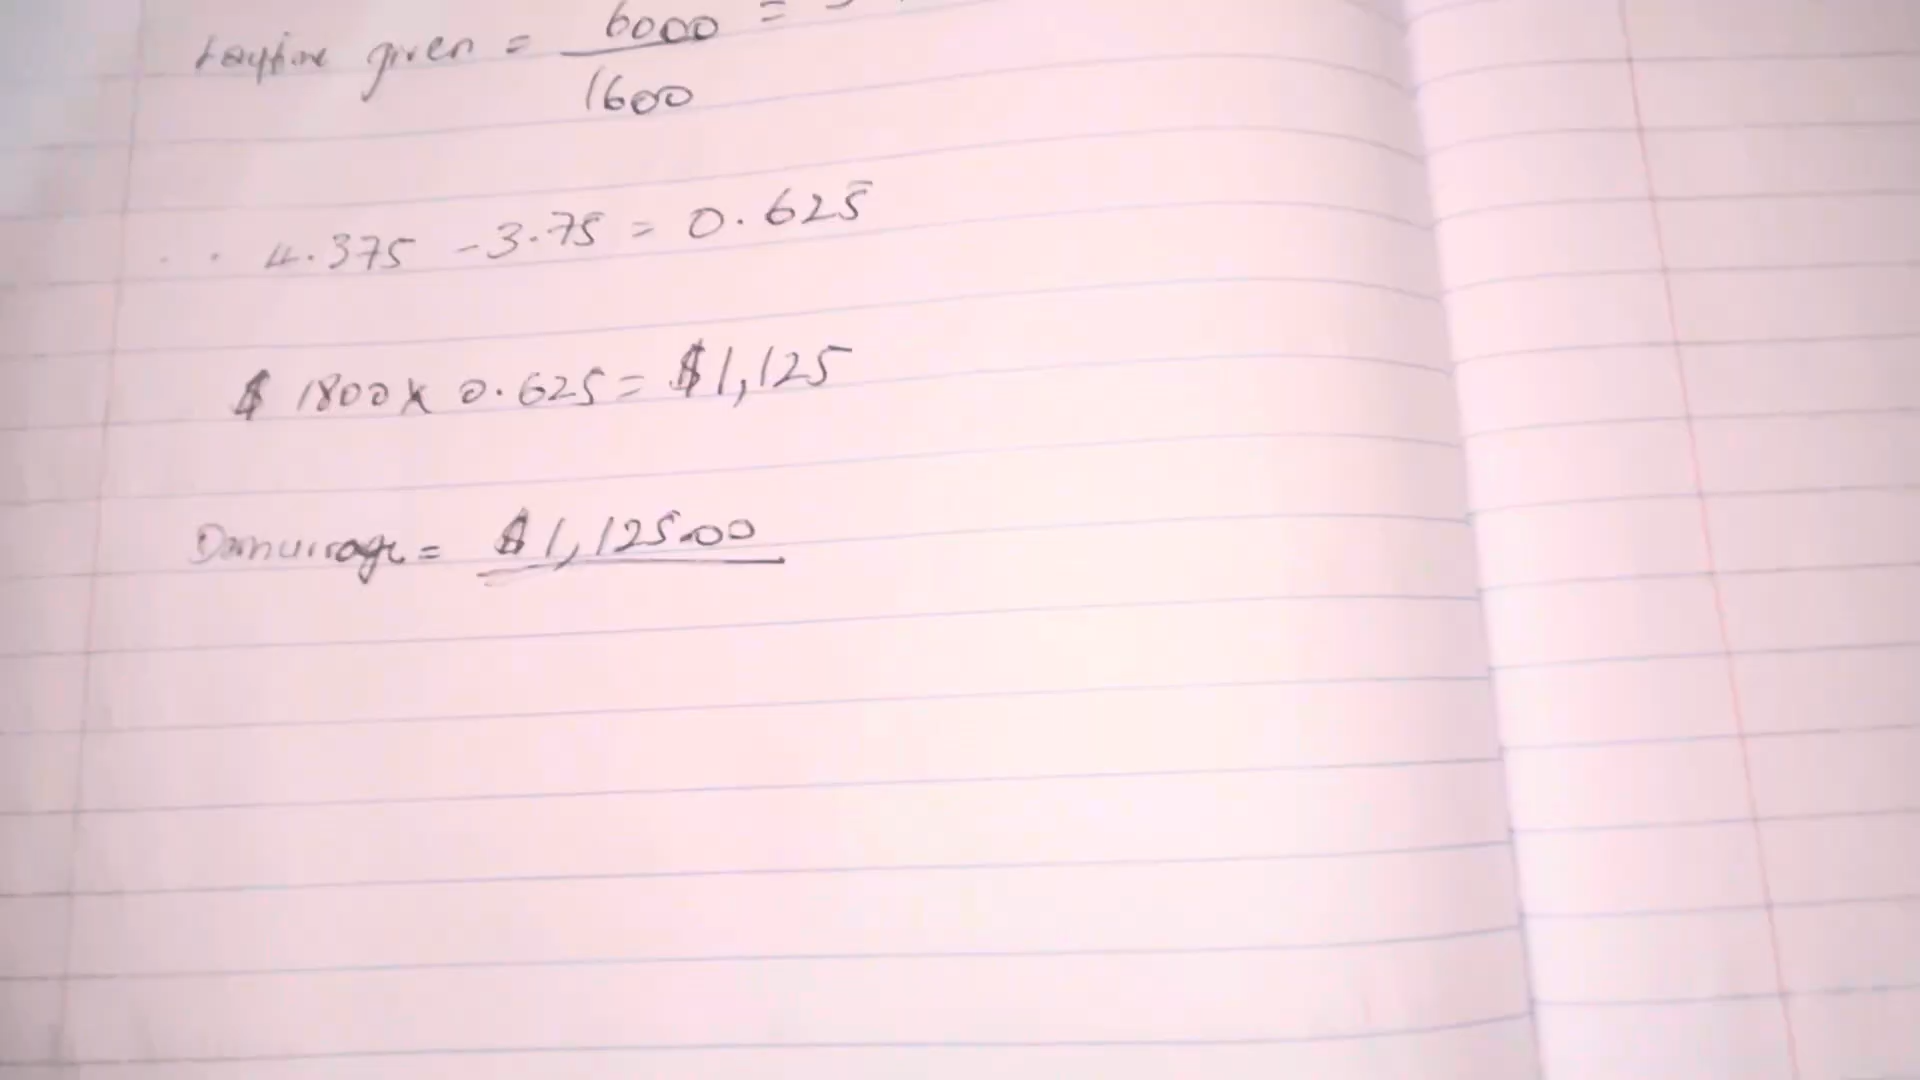 Laytime given = 6000 =
1600
4.375 - 3.75 = 0.625
$ 1800 x 0.625 = $1,125
Demurrage = $1,125.00